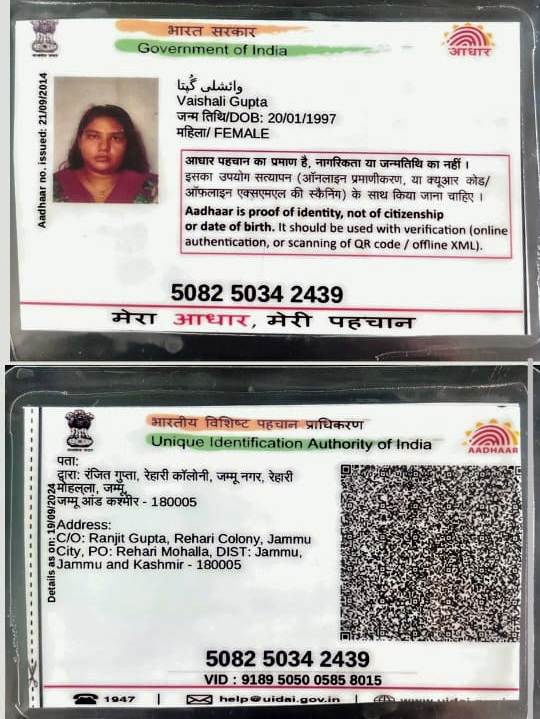 भारत सरकार
Government of India
आधार
Aadhaar no. issued: 21/09/2014
وائشلی گپتا
Vaishali Gupta
जन्म तिथि/DOB: 20/01/1997
महिला/ FEMALE
आधार पहचान का प्रमाण है, नागरिकता या जन्मतिथि का नहीं ।
इसका उपयोग सत्यापन (ऑनलाइन प्रमाणीकरण, या क्यूआर कोड/
ऑफलाइन एक्सएमएल की स्कैनिंग) के साथ किया जाना चाहिए ।
Aadhaar is proof of identity, not of citizenship
or date of birth. It should be used with verification (online
authentication, or scanning of QR code / offline XML).
5082 5034 2439
मेरा आधार, मेरी पहचान
भारतीय विशिष्ट पहचान प्राधिकरण
Unique Identification Authority of India
AADHAAR
Details as on: 19/09/2024
पता:
द्वारा: रंजित गुप्ता, रेहारी कॉलोनी, जम्मू नगर, रेहारी
मोहल्ला, जम्मू,
जम्मू आंड कश्मीर - 180005
Address:
C/O: Ranjit Gupta, Rehari Colony, Jammu
City, PO: Rehari Mohalla, DIST: Jammu,
Jammu and Kashmir - 180005
5082 5034 2439
VID : 9189 5050 0585 8015
1947
help@uidai.gov.in